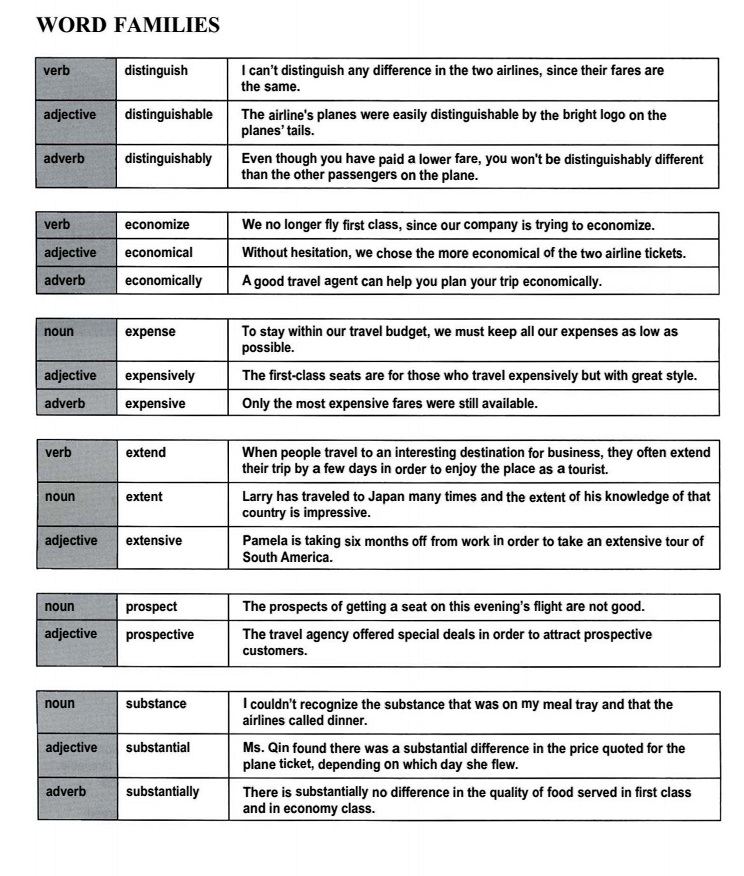 WORD FAMILIES
verb distinguish I can't distinguish any difference in the two airlines, since their fares are
the same.
adjective distinguishable The airline's planes were easily distinguishable by the bright logo on the
planes' tails.
adverb distinguishably Even though you have paid a lower fare, you won't be distinguishably different
than the other passengers on the plane.
verb economize We no longer fly first class, since our company is trying to economize.
adjective economical Without hesitation, we chose the more economical of the two airline tickets.
adverb economically A good travel agent can help you plan your trip economically.
noun expense To stay within our travel budget, we must keep all our expenses as low as
possible.
adjective expensively The first-class seats are for those who travel expensively but with great style.
adverb expensive Only the most expensive fares were still available.
verb extend When people travel to an interesting destination for business, they often extend
their trip by a few days in order to enjoy the place as a tourist.
noun extent Larry has traveled to Japan many times and the extent of his knowledge of that
country is impressive.
adjective extensive Pamela is taking six months off from work in order to take an extensive tour of
South America.
noun prospect The prospects of getting a seat on this evening's flight are not good.
adjective prospective The travel agency offered special deals in order to attract prospective
customers.
noun substance I couldn't recognize the substance that was on my meal tray and that the
airlines called dinner.
adjective substantial Ms. Qin found there was a substantial difference in the price quoted for the
plane ticket, depending on which day she flew.
adverb substantially There is substantially no difference in the quality of food served in first class
and in economy class.